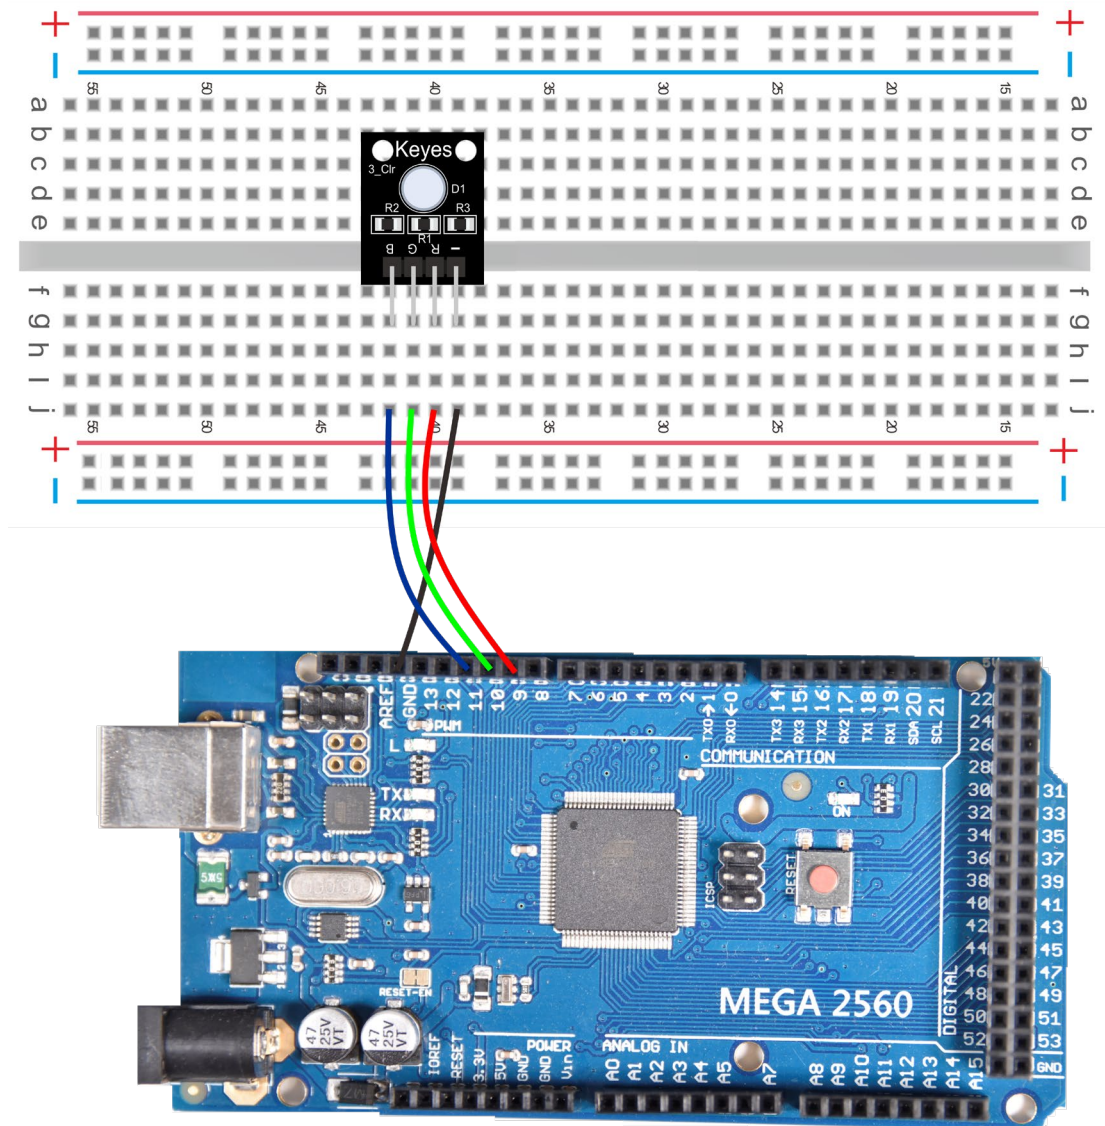 + +
− −
55 50 45 40 35 30 25 20 15
a a
b b
c c
d d
e e
Keyes
3_Clr
D1
R2 R3
R1
B G R −
f f
g g
h h
I I
j j
55 50 45 40 35 30 25 20 15
+ +
− −
AREF
GND
13
12
11
10
9
8
7
6
5
4
3
2
TX0→1
RX0←0
TX3 14
RX3 15
TX2 16
RX2 17
TX1 18
RX1 19
SDA 20
SCL 21
5V
PWM
COMMUNICATION
L
TX
RX
ON
RESET
ICSP
5W5
22
24
26
28
30 31
32 33
34 35
36 37
38 39
40 41
42 43
44 45
46 47
48 49
50 51
52 53
GND
DIGITAL
RESET-EN
MEGA 2560
47
25V
VT
47
25V
VT
POWER
ANALOG IN
IOREF
RESET
3.3V
5V
GND
GND
Vin
A0
A1
A2
A3
A4
A5
A7
A8
A9
A10
A11
A12
A13
A14
A15